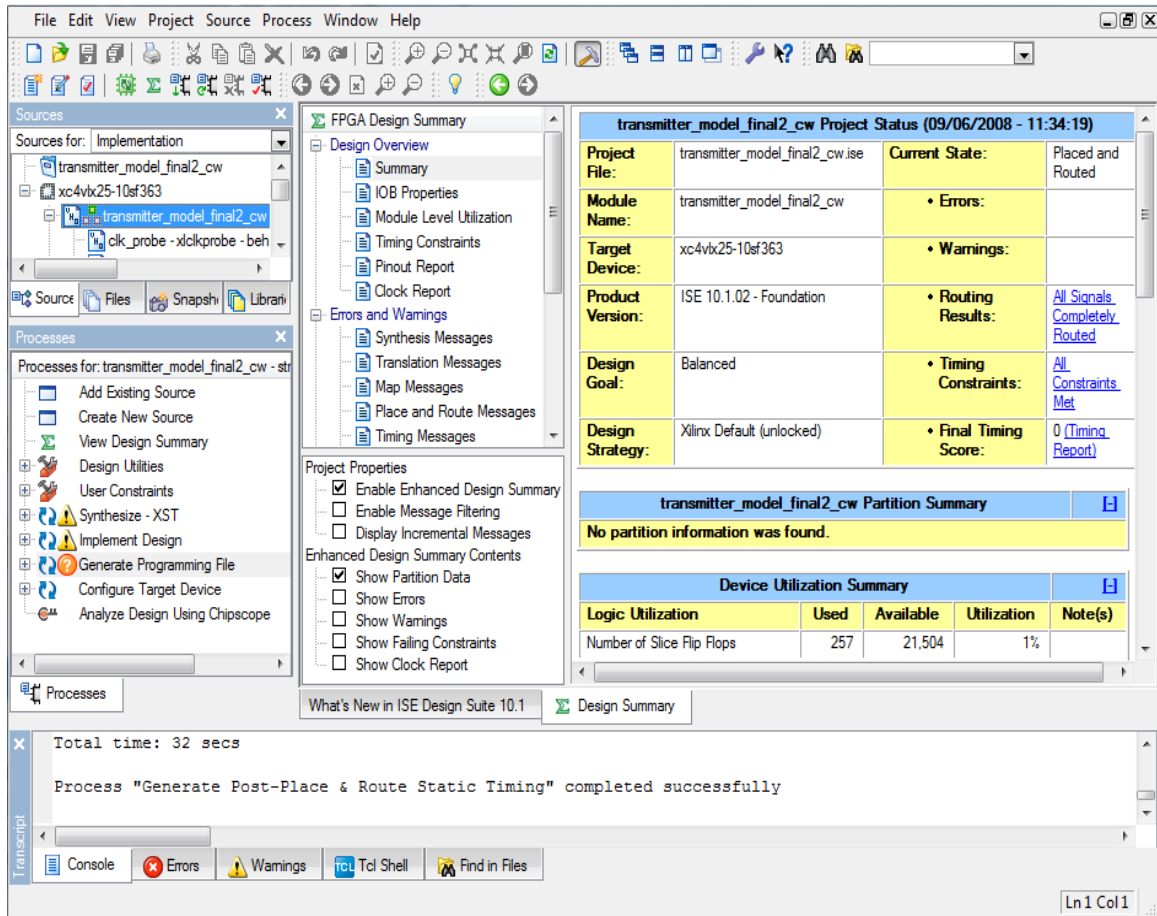 File Edit View Project Source Process Window Help
Sources
Sources for: Implementation
transmitter_model_final2_cw
xc4vlx25-10sf363
transmitter_model_final2_cw
clk_probe - xlclkprobe - beh
Source Files Snapsh Librari
Processes
Processes for: transmitter_model_final2_cw - str
Add Existing Source
Create New Source
View Design Summary
Design Utilities
User Constraints
Synthesize - XST
Implement Design
Generate Programming File
Configure Target Device
Analyze Design Using Chipscope
Processes
FPGA Design Summary
Design Overview
Summary
IOB Properties
Module Level Utilization
Timing Constraints
Pinout Report
Clock Report
Errors and Warnings
Synthesis Messages
Translation Messages
Map Messages
Place and Route Messages
Timing Messages
Project Properties
Enable Enhanced Design Summary
Enable Message Filtering
Display Incremental Messages
Enhanced Design Summary Contents
Show Partition Data
Show Errors
Show Warnings
Show Failing Constraints
Show Clock Report
transmitter_model_final2_cw Project Status (09/06/2008 - 11:34:19)
Project File: transmitter_model_final2_cw.ise Current State: Placed and Routed
Module Name: transmitter_model_final2_cw • Errors:
Target Device: xc4vlx25-10sf363 • Warnings:
Product Version: ISE 10.1.02 - Foundation • Routing Results: All Signals Completely Routed
Design Goal: Balanced • Timing Constraints: All Constraints Met
Design Strategy: Xilinx Default (unlocked) • Final Timing Score: 0 (Timing Report)
transmitter_model_final2_cw Partition Summary [-]
No partition information was found.
Device Utilization Summary [-]
Logic Utilization Used Available Utilization Note(s)
Number of Slice Flip Flops 257 21,504 1%
What's New in ISE Design Suite 10.1 Design Summary
Total time: 32 secs
Process "Generate Post-Place & Route Static Timing" completed successfully
Transcript
Console Errors Warnings Tcl Shell Find in Files
Ln 1 Col 1